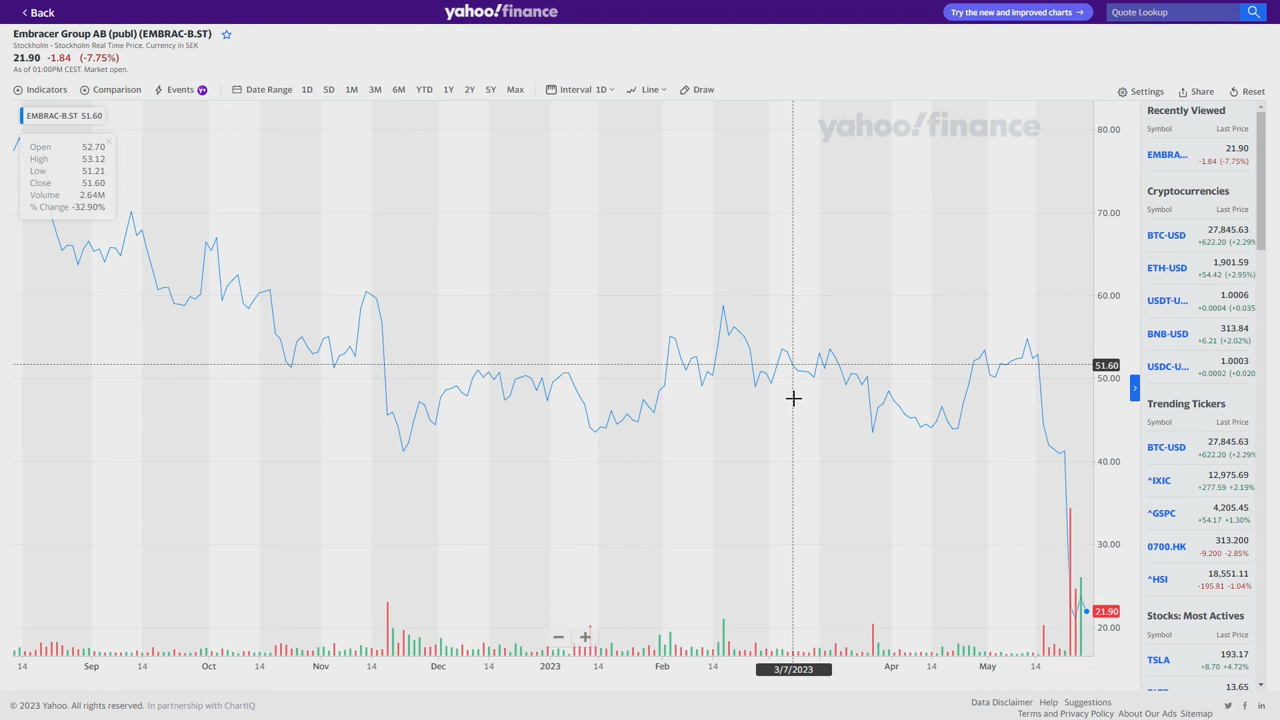 Back
yahoo!finance
Try the new and improved charts →
Quote Lookup
Embracer Group AB (publ) (EMBRAC-B.ST)
Stockholm - Stockholm Real Time Price. Currency in SEK
21.90 -1.84 (-7.75%)
As of 01:00PM CEST. Market open.
Indicators Comparison Events Y+ Date Range 1D 5D 1M 3M 6M YTD 1Y 2Y 5Y Max Interval 1D Line Draw Settings Share Reset
EMBRAC-B.ST 51.60
Open 52.70
High 53.12
Low 51.21
Close 51.60
Volume 2.64M
% Change -32.90%
yahoo!finance
80.00
70.00
60.00
51.60
50.00
40.00
30.00
21.90
20.00
14 Sep 14 Oct 14 Nov 14 Dec 14 2023 14 Feb 14 3/7/2023 Apr 14 May 14
Recently Viewed
Symbol Last Price
EMBRA... 21.90
-1.84 (-7.75%)
Cryptocurrencies
Symbol Last Price
BTC-USD 27,845.63
+622.20 (+2.29%
ETH-USD 1,901.59
+54.42 (+2.95%)
USDT-U... 1.0006
+0.0004 (+0.035
BNB-USD 313.84
+6.21 (+2.02%)
USDC-U... 1.0003
+0.0002 (+0.020
Trending Tickers
Symbol Last Price
BTC-USD 27,845.63
+622.20 (+2.29%
^IXIC 12,975.69
+277.59 +2.19%
^GSPC 4,205.45
+54.17 +1.30%
0700.HK 313.200
-9.200 -2.85%
^HSI 18,551.11
-195.81 -1.04%
Stocks: Most Actives
Symbol Last Price
TSLA 193.17
+8.70 +4.72%
13.65
© 2023 Yahoo. All rights reserved. In partnership with ChartIQ
Data Disclaimer Help Suggestions
Terms and Privacy Policy About Our Ads Sitemap